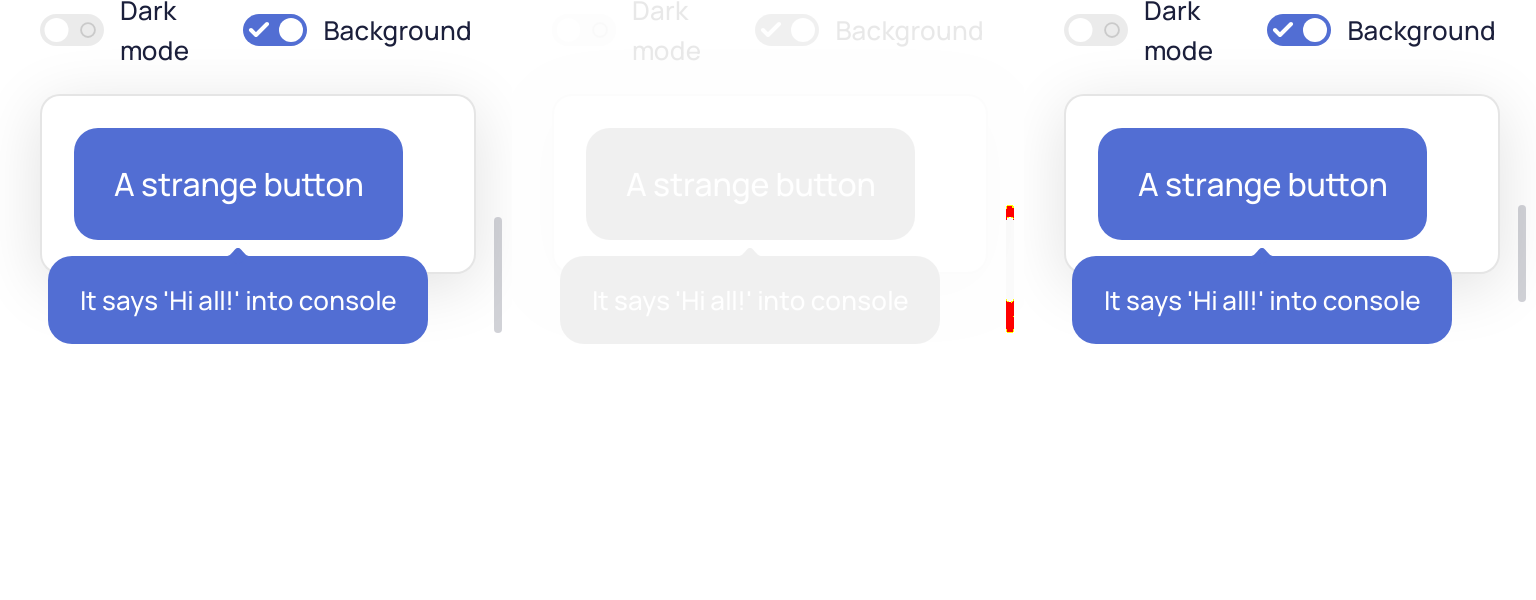 Dark mode
Background
A strange button
It says 'Hi all!' into console
Dark mode
Background
A strange button
It says 'Hi all!' into console
Dark mode
Background
A strange button
It says 'Hi all!' into console